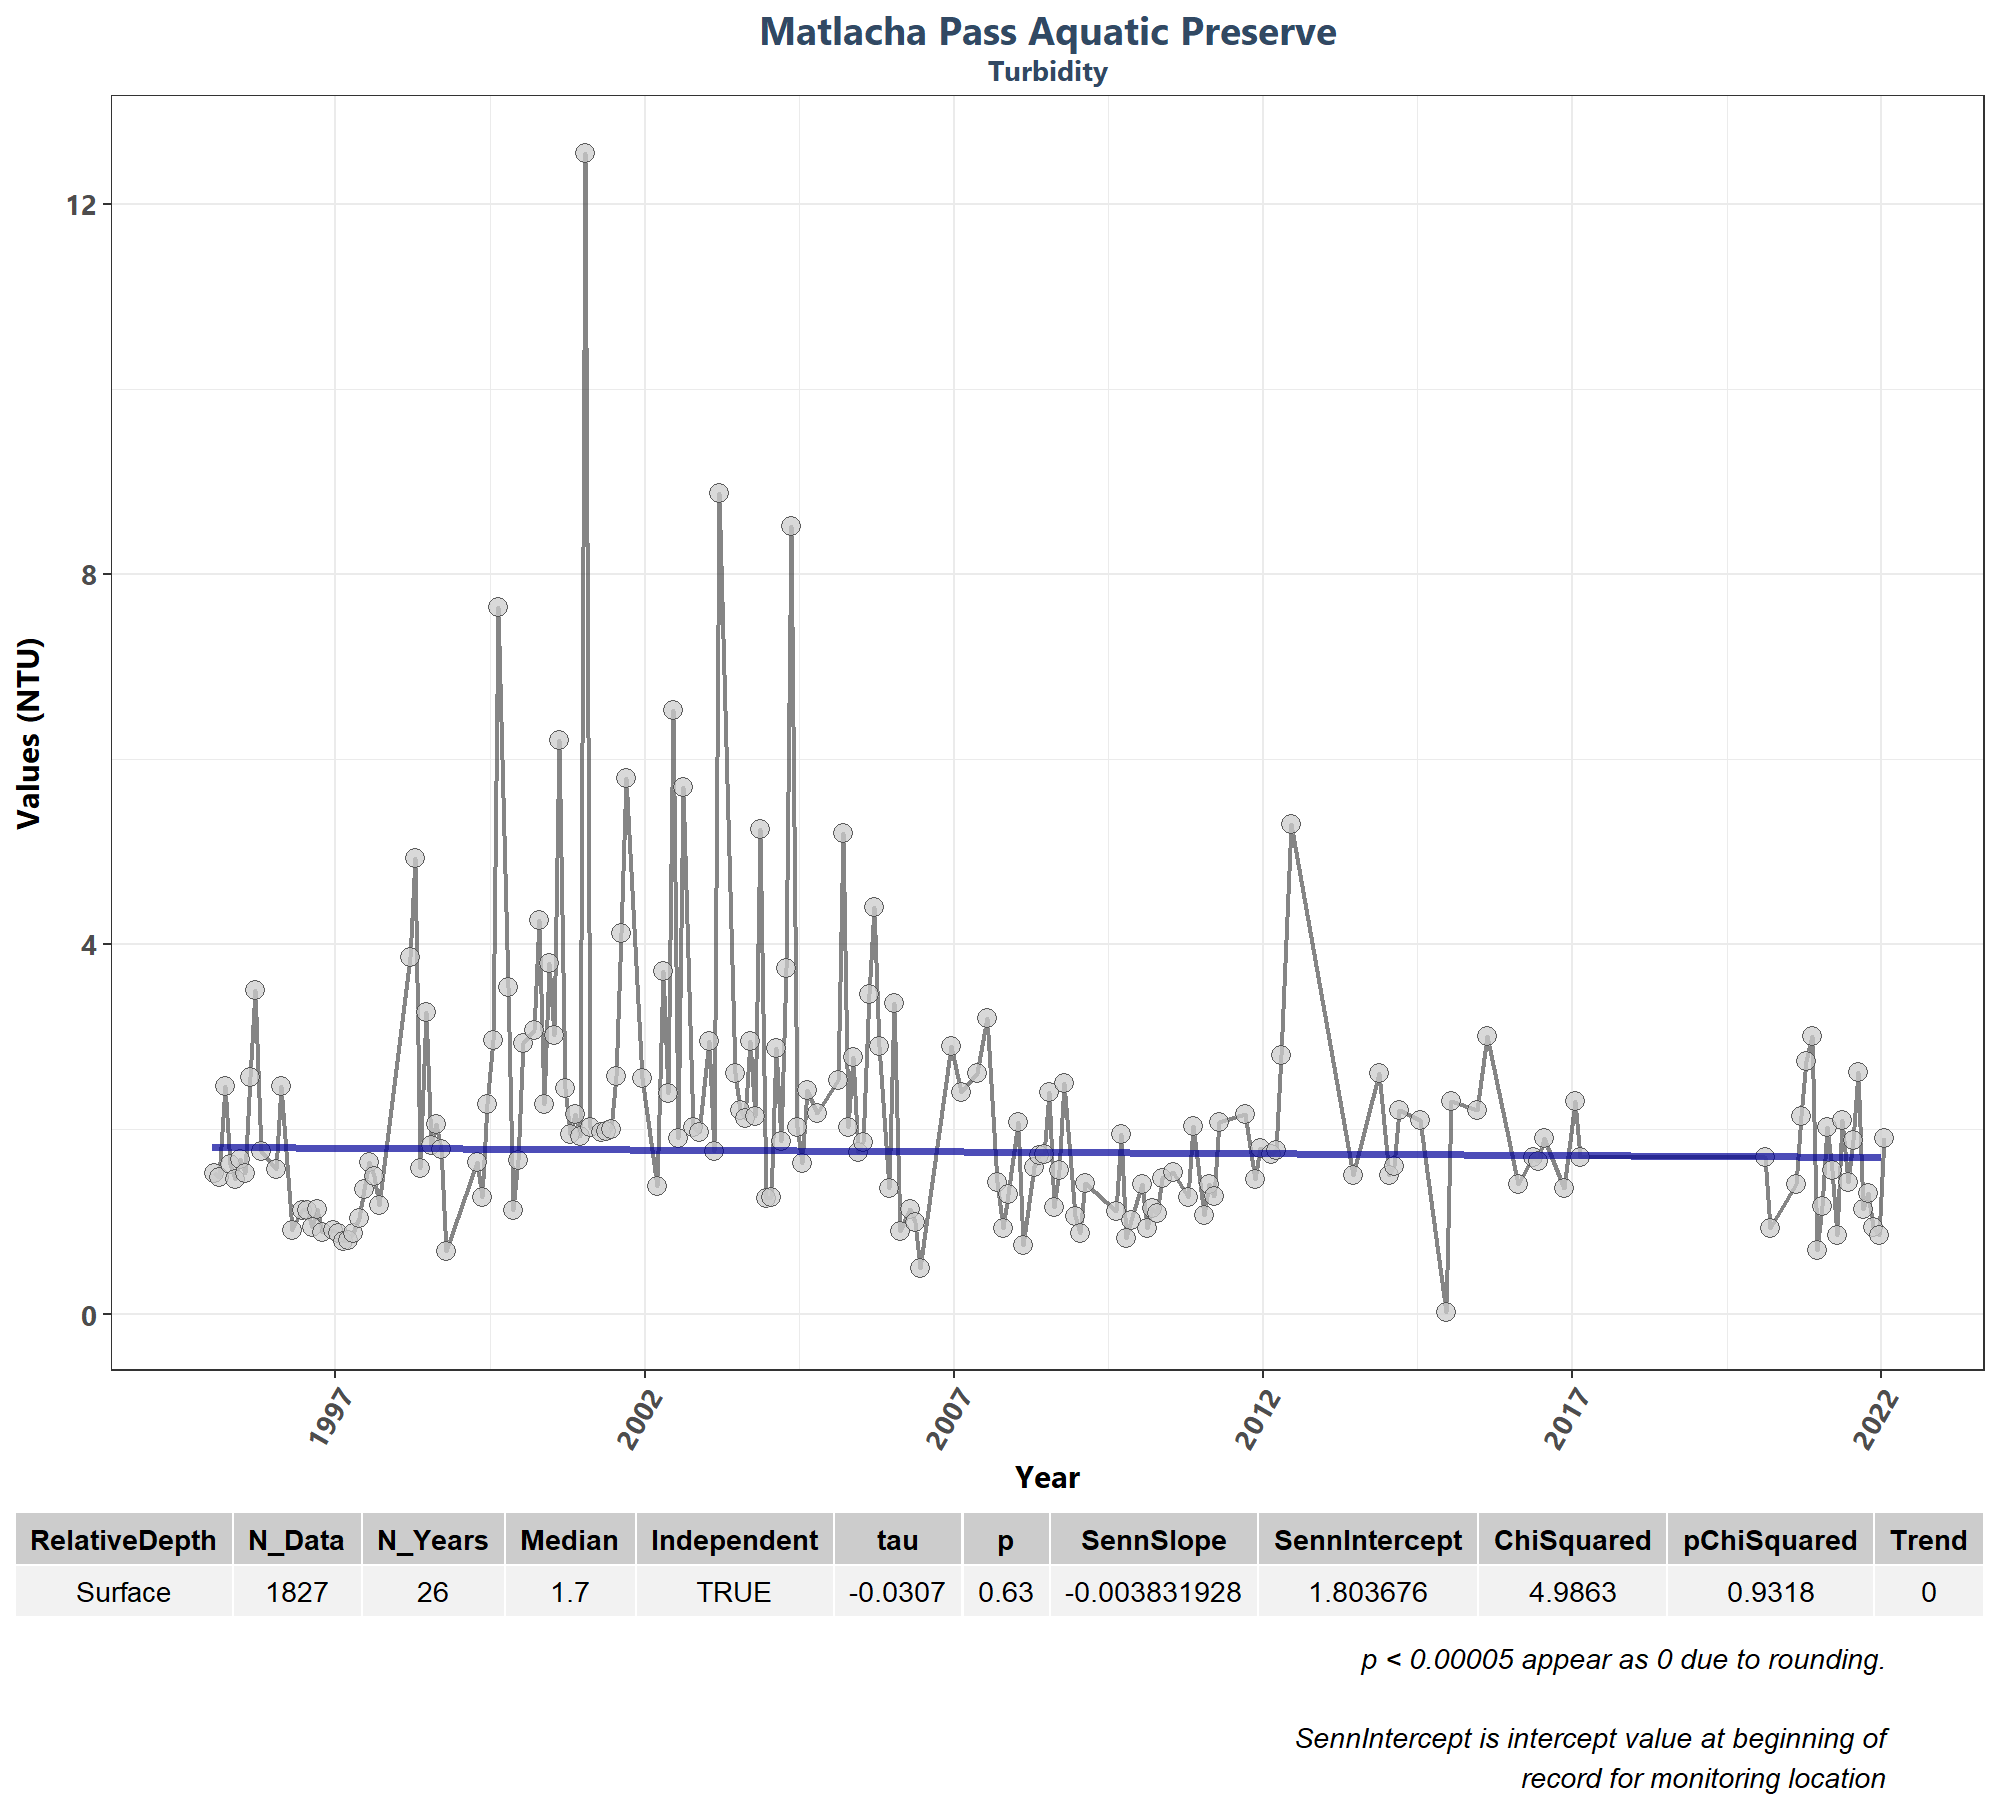 Matlacha Pass Aquatic Preserve
Turbidity
Values (NTU)
12
8
4
0
1997
2002
2007
2012
2017
2022
Year
RelativeDepth N_Data N_Years Median Independent tau p SennSlope SennIntercept ChiSquared pChiSquared Trend
Surface 1827 26 1.7 TRUE -0.0307 0.63 -0.003831928 1.803676 4.9863 0.9318 0
p < 0.00005 appear as 0 due to rounding.
SennIntercept is intercept value at beginning of
record for monitoring location